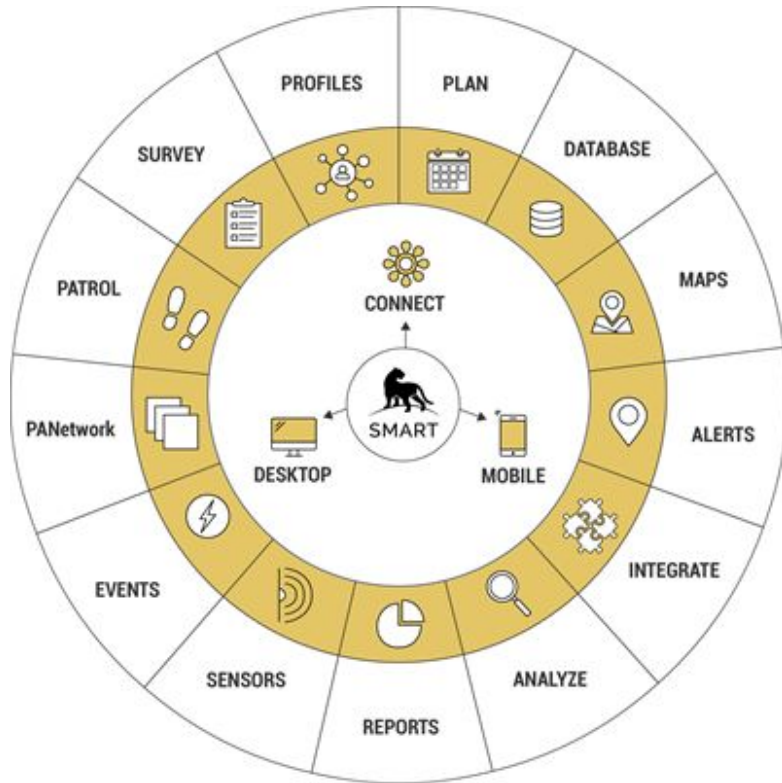 PROFILES
PLAN
SURVEY
DATABASE
PATROL
MAPS
CONNECT
PANetwork
SMART
ALERTS
DESKTOP
MOBILE
EVENTS
INTEGRATE
SENSORS
ANALYZE
REPORTS